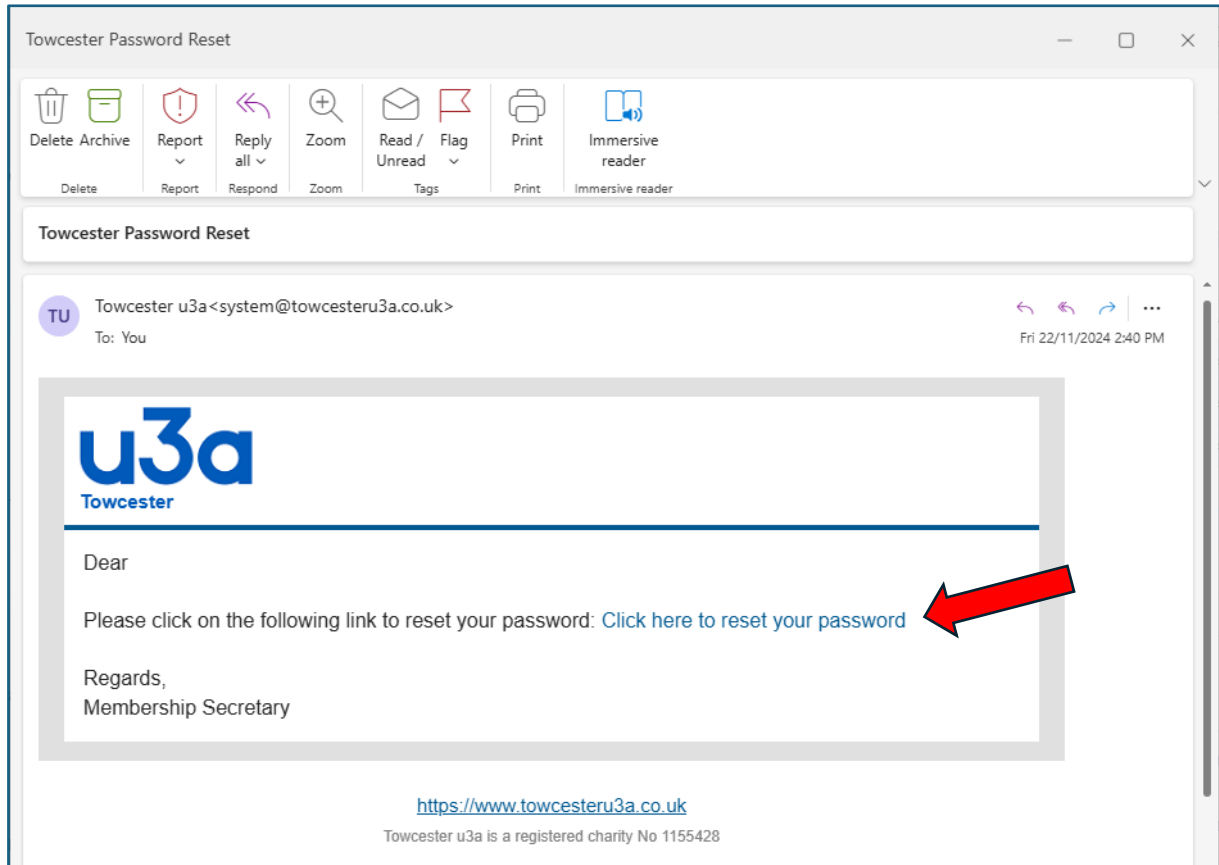 Towcester Password Reset
Delete Archive Report Reply all Zoom Read / Unread Flag Print Immersive reader
Delete Report Respond Zoom Tags Print Immersive reader
Towcester Password Reset
TU
Towcester u3a<system@towcesteru3a.co.uk>
To: You
Fri 22/11/2024 2:40 PM
u3a
Towcester
Dear
Please click on the following link to reset your password: Click here to reset your password
Regards,
Membership Secretary
https://www.towcesteru3a.co.uk
Towcester u3a is a registered charity No 1155428